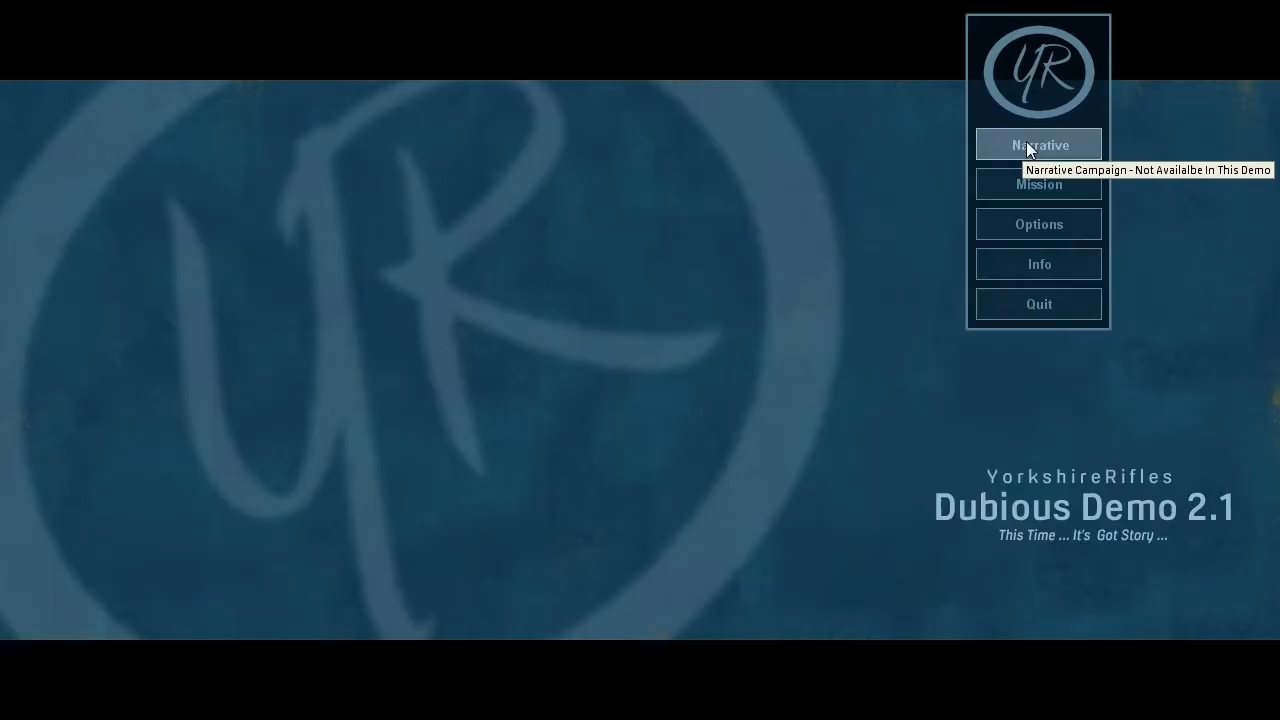 YR
Narrative
Narrative Campaign - Not Availalbe In This Demo
Mission
Options
Info
Quit
YR
YorkshireRifles
Dubious Demo 2.1
This Time ... It's Got Story ...